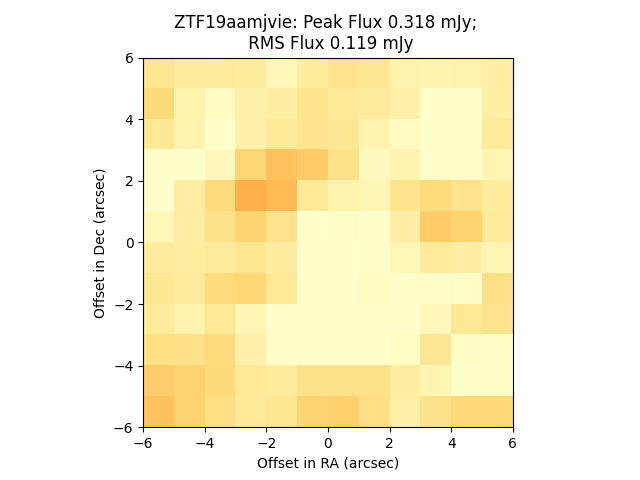 ZTF19aamjvie: Peak Flux 0.318 mJy;
RMS Flux 0.119 mJy
6
4
2
0
−2
−4
−6
Offset in Dec (arcsec)
−6 −4 −2 0 2 4 6
Offset in RA (arcsec)